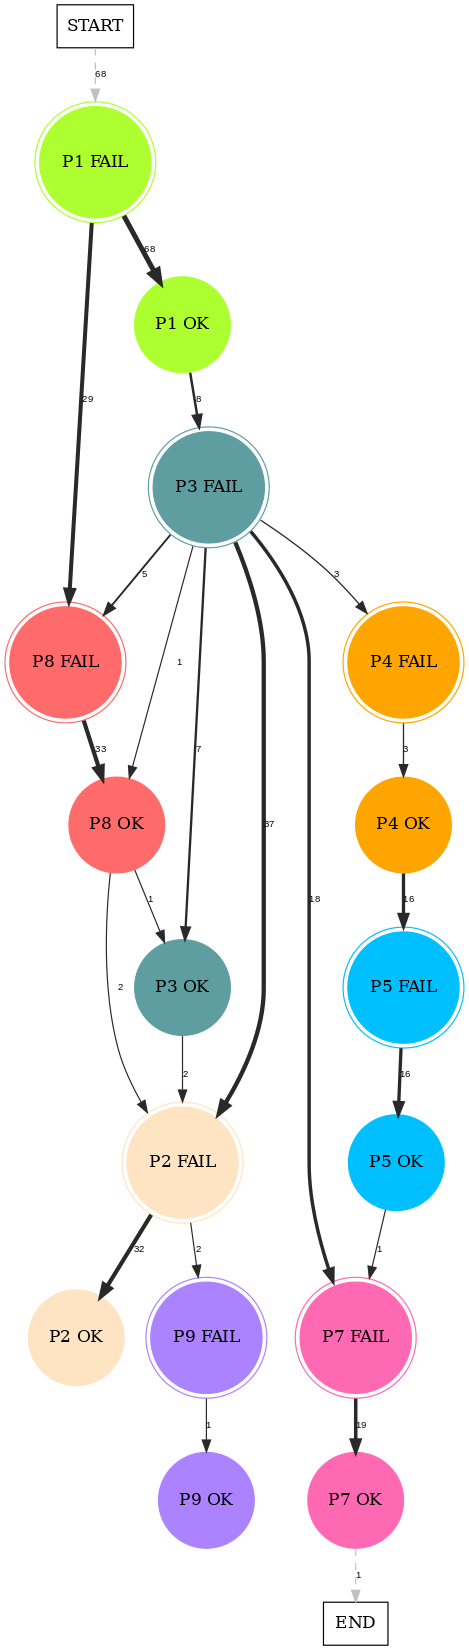 START
68
P1 FAIL
68
P1 OK
29
8
P3 FAIL
5
3
1
P8 FAIL
P4 FAIL
33
7
3
P8 OK
37
P4 OK
1
18
16
2
P3 OK
P5 FAIL
2
16
P2 FAIL
P5 OK
32
2
1
P2 OK
P9 FAIL
P7 FAIL
1
19
P9 OK
P7 OK
1
END